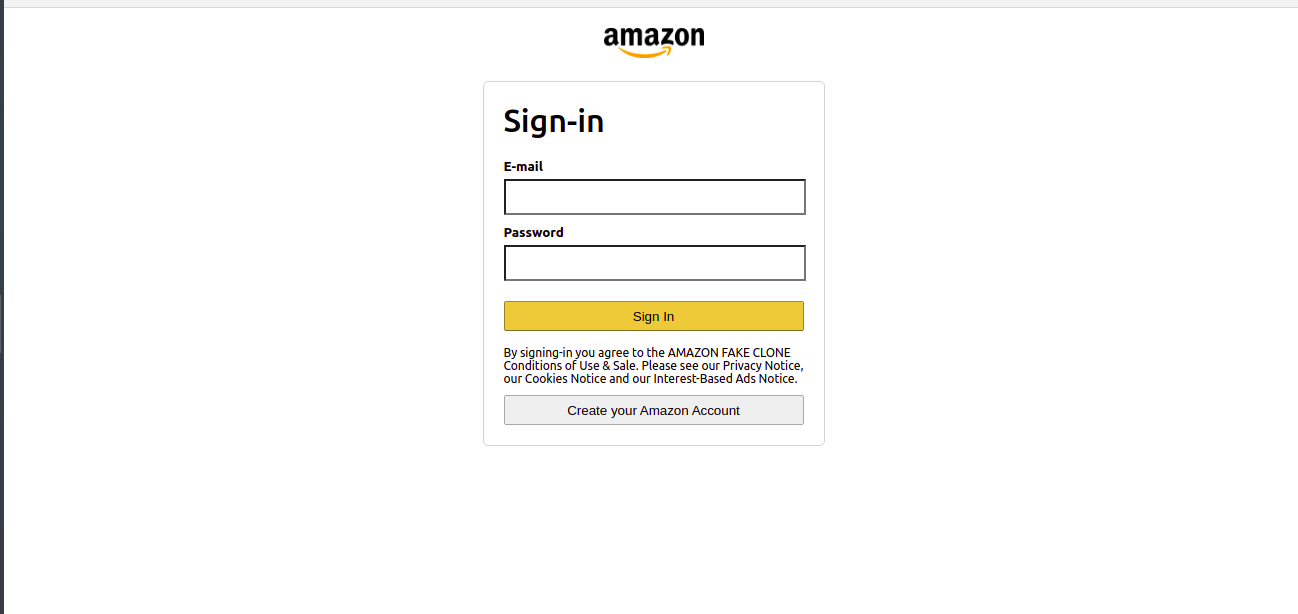 amazon
Sign-in
E-mail
Password
Sign In
By signing-in you agree to the AMAZON FAKE CLONE
Conditions of Use & Sale. Please see our Privacy Notice,
our Cookies Notice and our Interest-Based Ads Notice.
Create your Amazon Account